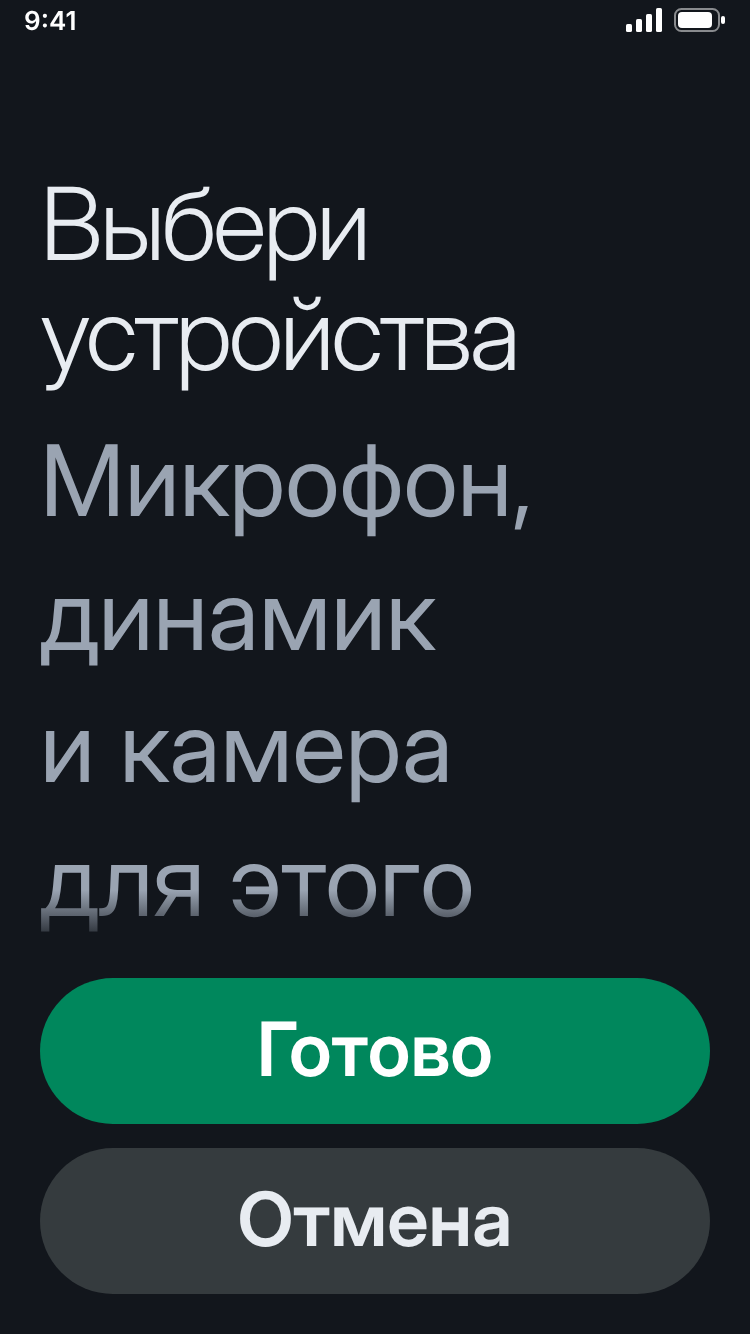 9:41
Выбери
устройства
Микрофон,
динамик
и камера
для этого
Готово
Отмена